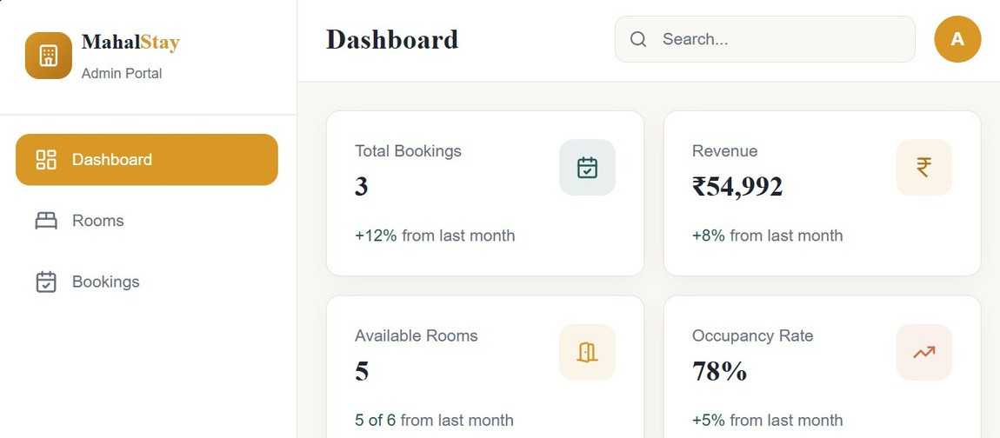 MahalStay
Admin Portal
Dashboard
Rooms
Bookings
Dashboard
Search...
A
Total Bookings
3
+12% from last month
Revenue
₹54,992
+8% from last month
Available Rooms
5
5 of 6 from last month
Occupancy Rate
78%
+5% from last month